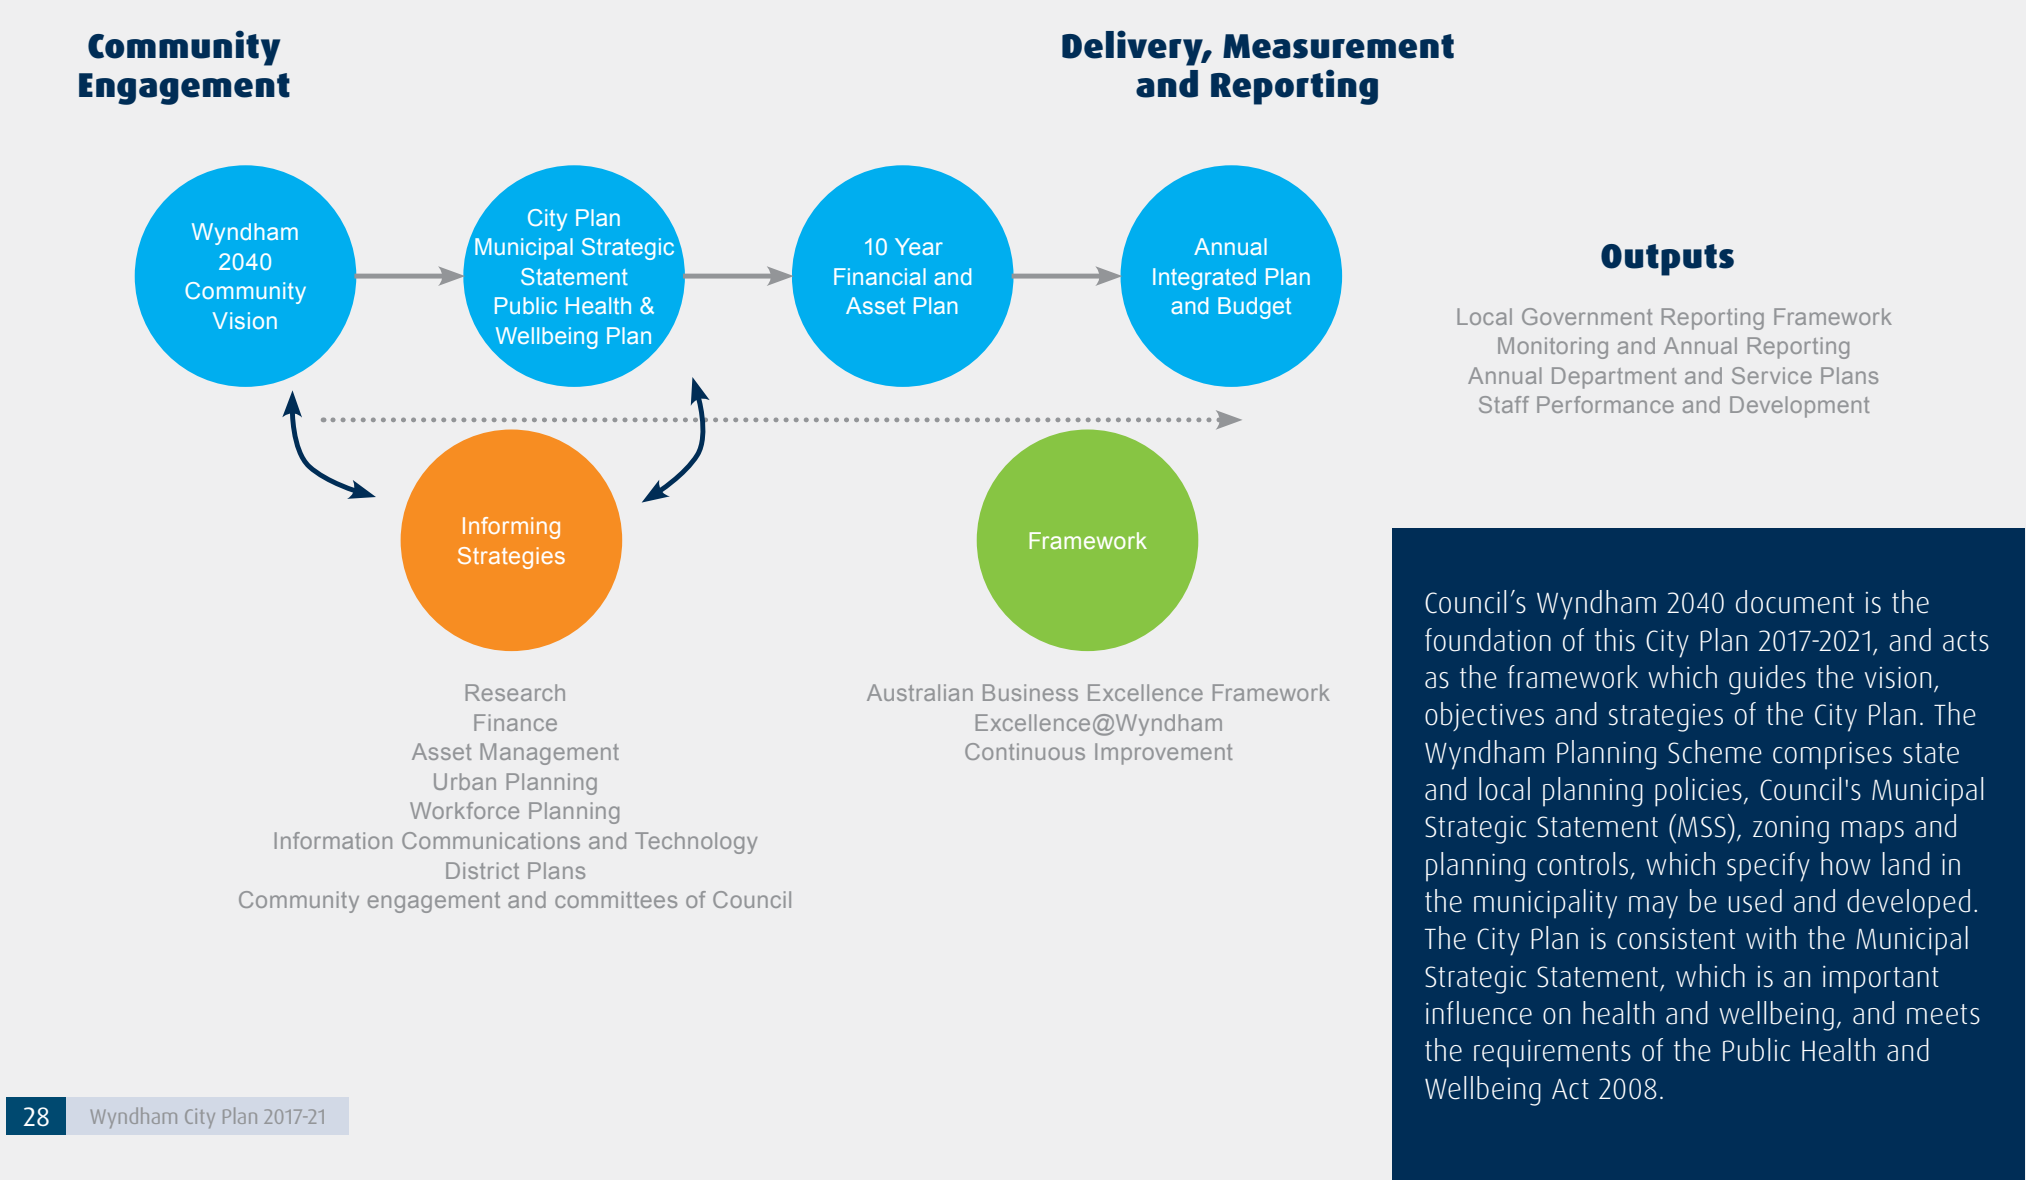 Community
Engagement
Delivery, Measurement
and Reporting
Wyndham
2040
Community
Vision
City Plan
Municipal Strategic
Statement
Public Health &
Wellbeing Plan
10 Year
Financial and
Asset Plan
Annual
Integrated Plan
and Budget
Outputs
Local Government Reporting Framework
Monitoring and Annual Reporting
Annual Department and Service Plans
Staff Performance and Development
Informing
Strategies
Framework
Research
Finance
Asset Management
Urban Planning
Workforce Planning
Information Communications and Technology
District Plans
Community engagement and committees of Council
Australian Business Excellence Framework
Excellence@Wyndham
Continuous Improvement
Council’s Wyndham 2040 document is the
foundation of this City Plan 2017-2021, and acts
as the framework which guides the vision,
objectives and strategies of the City Plan. The
Wyndham Planning Scheme comprises state
and local planning policies, Council's Municipal
Strategic Statement (MSS), zoning maps and
planning controls, which specify how land in
the municipality may be used and developed.
The City Plan is consistent with the Municipal
Strategic Statement, which is an important
influence on health and wellbeing, and meets
the requirements of the Public Health and
Wellbeing Act 2008.
28 Wyndham City Plan 2017-21